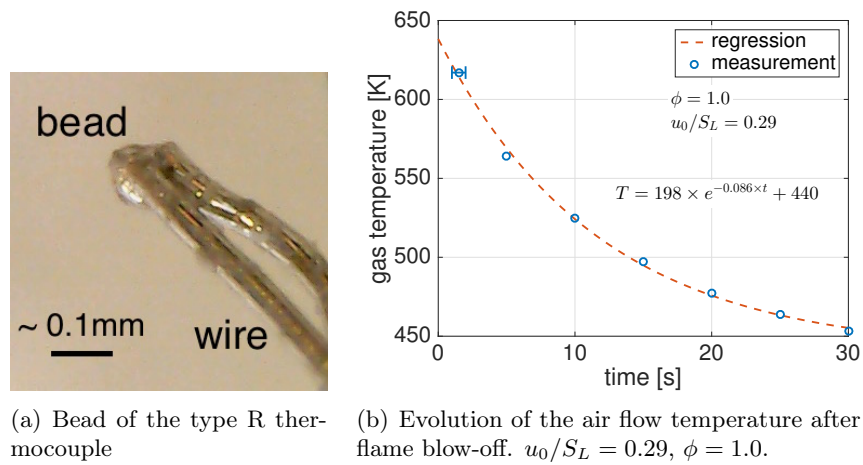 bead
~ 0.1mm
wire
(a) Bead of the type R ther-
mocouple
650
600
550
500
450
gas temperature [K]
0
10
20
30
time [s]
regression
measurement
ϕ = 1.0
u₀/S_L = 0.29
T = 198 × e^{−0.086×t} + 440
(b) Evolution of the air flow temperature after
flame blow-off. u₀/S_L = 0.29, ϕ = 1.0.